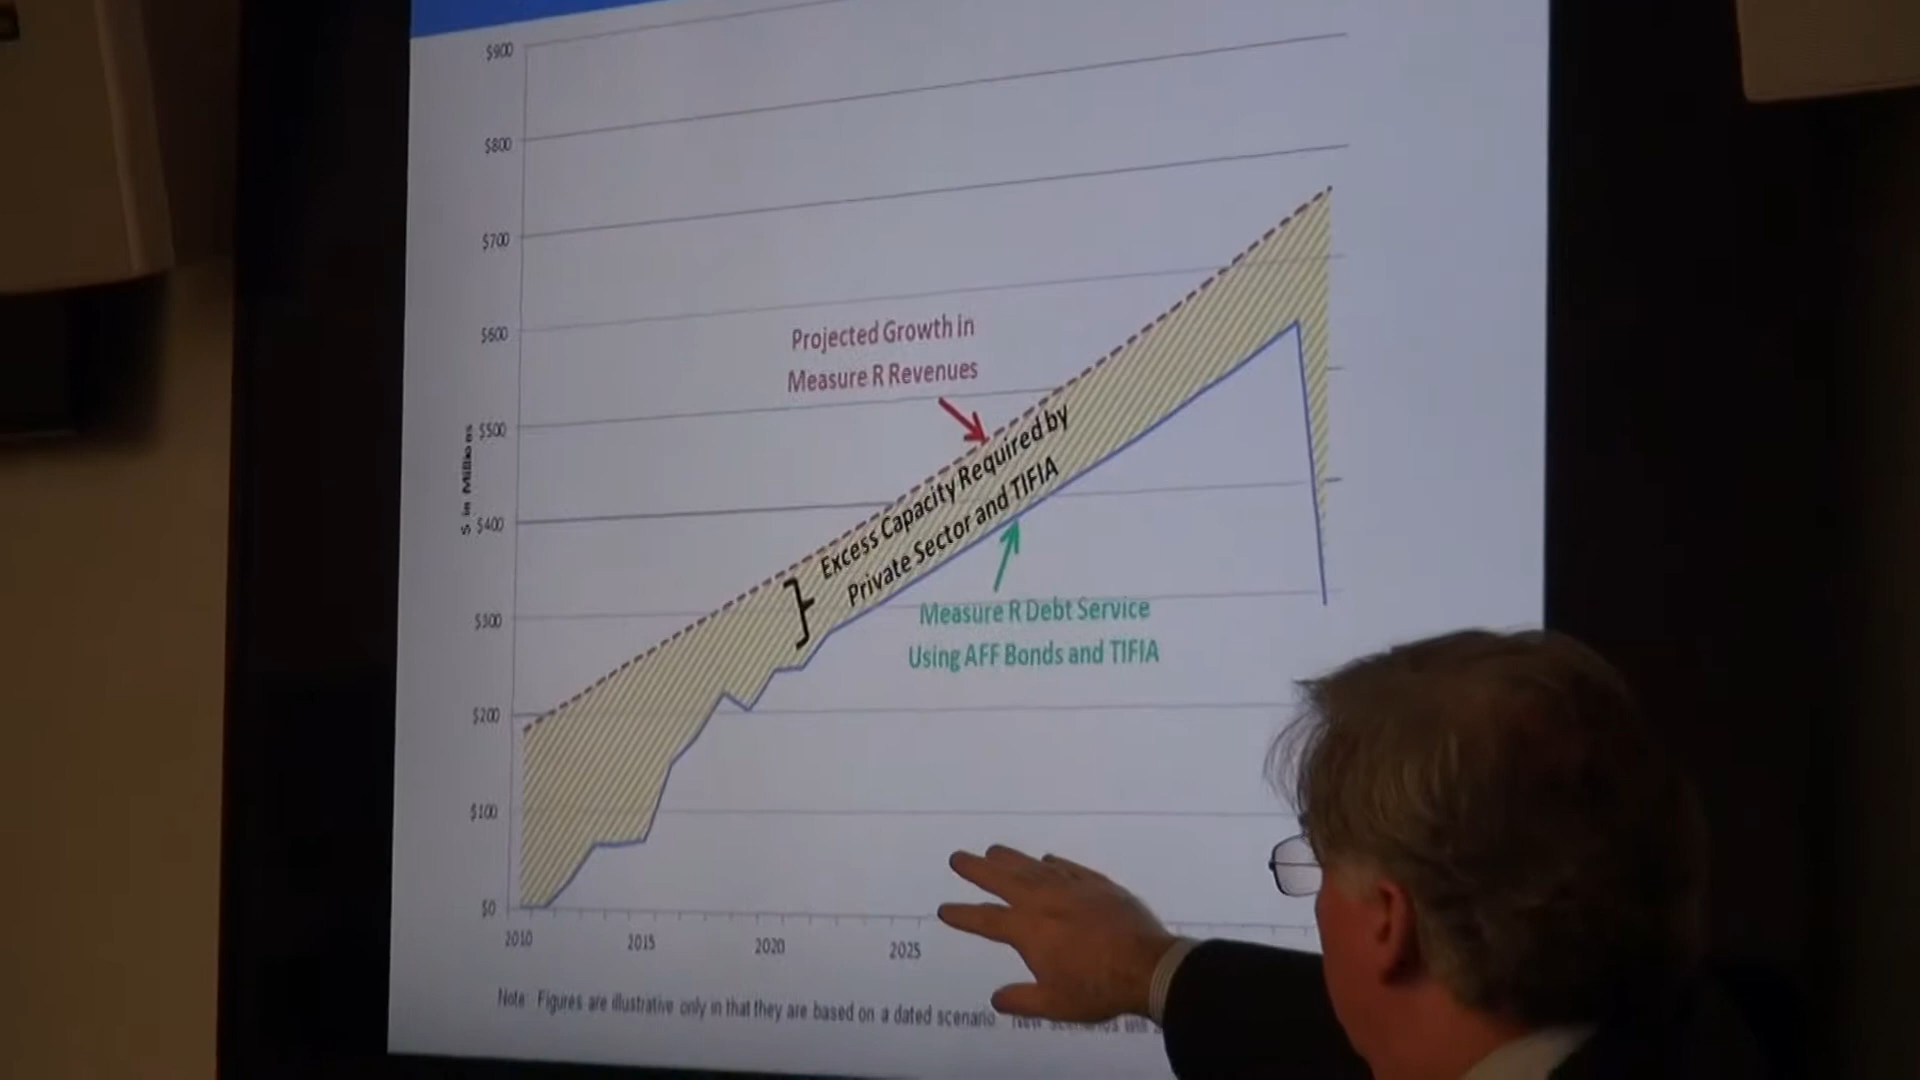 $900
$800
$700
$600
$500
$400
$300
$200
$100
$0
$ in Millions
Projected Growth in
Measure R Revenues
Excess Capacity Required by
Private Sector and TIFIA
Measure R Debt Service
Using AFF Bonds and TIFIA
2010 2015 2020 2025
Note: Figures are illustrative only in that they are based on a dated scenario.